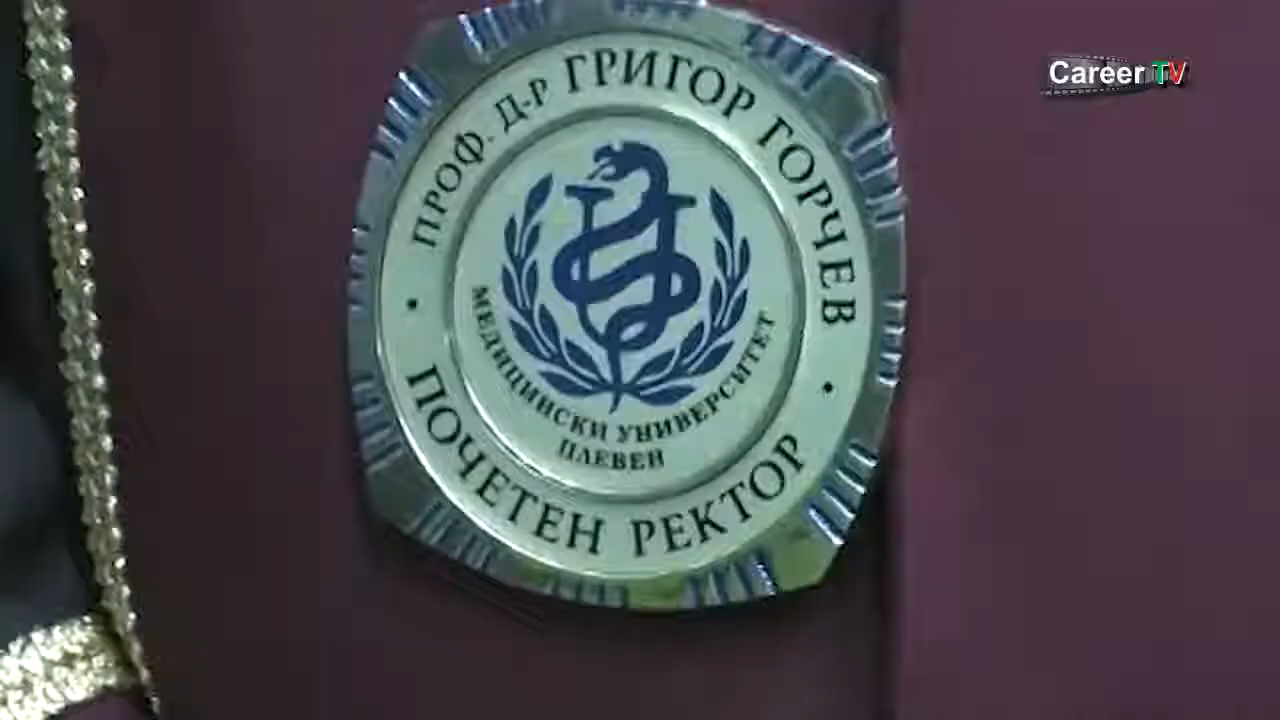 ПРОФ. Д-Р ГРИГОР ГОРЧЕВ
МЕДИЦИНСКИ УНИВЕРСИТЕТ
ПЛЕВЕН
ПОЧЕТЕН РЕКТОР
Career TV